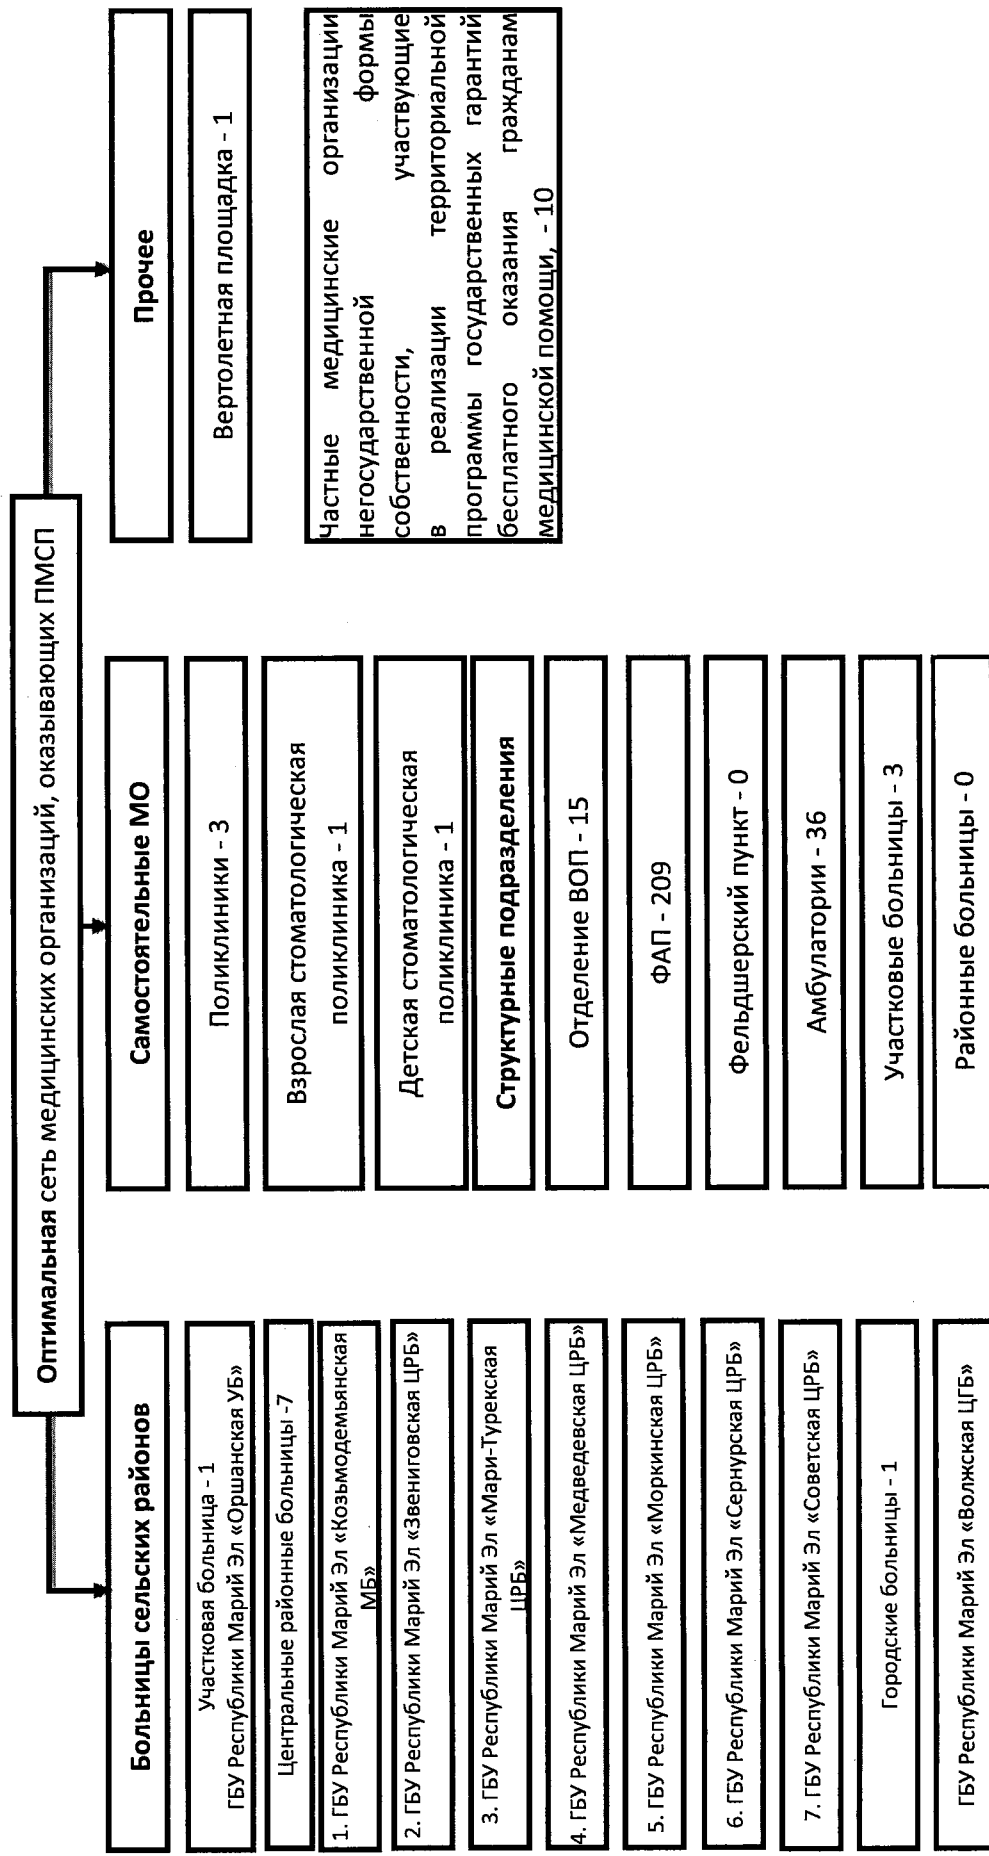 Оптимальная сеть медицинских организаций, оказывающих ПМСП
Больницы сельских районов
Участковая больница - 1
ГБУ Республики Марий Эл «Оршанская УБ»
Центральные районные больницы -7
1. ГБУ Республики Марий Эл «Козьмодемьянская
МБ»
2. ГБУ Республики Марий Эл «Звениговская ЦРБ»
3. ГБУ Республики Марий Эл «Мари-Турекская
ЦРБ»
4. ГБУ Республики Марий Эл «Медведевская ЦРБ»
5. ГБУ Республики Марий Эл «Моркинская ЦРБ»
6. ГБУ Республики Марий Эл «Сернурская ЦРБ»
7. ГБУ Республики Марий Эл «Советская ЦРБ»
Городские больницы - 1
ГБУ Республики Марий Эл «Волжская ЦГБ»
Самостоятельные МО
Поликлиники - 3
Взрослая стоматологическая
поликлиника - 1
Детская стоматологическая
поликлиника - 1
Структурные подразделения
Отделение ВОП - 15
ФАП - 209
Фельдшерский пункт - 0
Амбулатории - 36
Участковые больницы - 3
Районные больницы - 0
Прочее
Вертолетная площадка - 1
Частные медицинские организации
негосударственной формы
собственности, участвующие
в реализации территориальной
программы государственных гарантий
бесплатного оказания гражданам
медицинской помощи, - 10